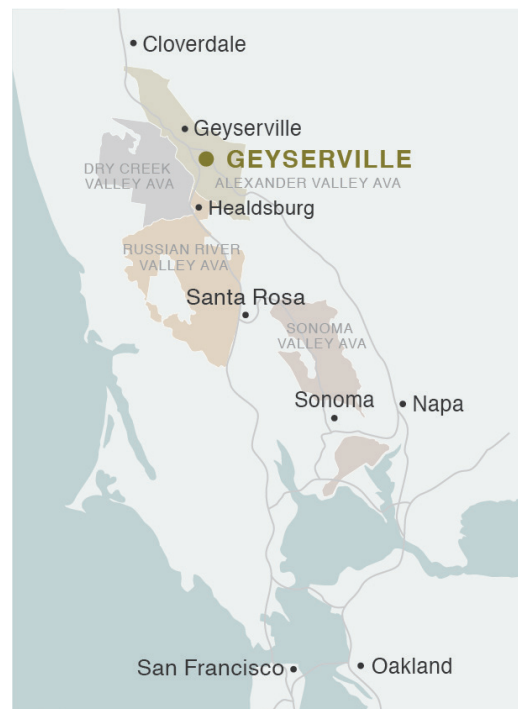 Cloverdale
Geyserville
GEYSERVILLE
DRY CREEK
VALLEY AVA
ALEXANDER VALLEY AVA
Healdsburg
RUSSIAN RIVER
VALLEY AVA
Santa Rosa
SONOMA
VALLEY AVA
Sonoma
Napa
San Francisco
Oakland